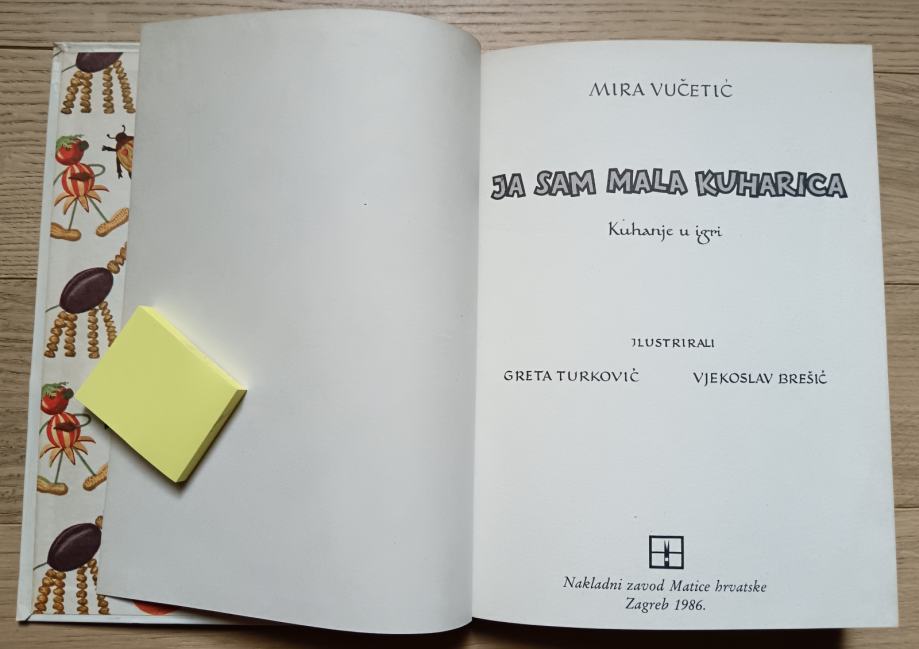 MIRA VUČETIĆ
JA SAM MALA KUHARICA
Kuhanje u igri
ILUSTRIRALI
GRETA TURKOVIĆ
VJEKOSLAV BREŠIĆ
Nakladni zavod Matice hrvatske
Zagreb 1986.